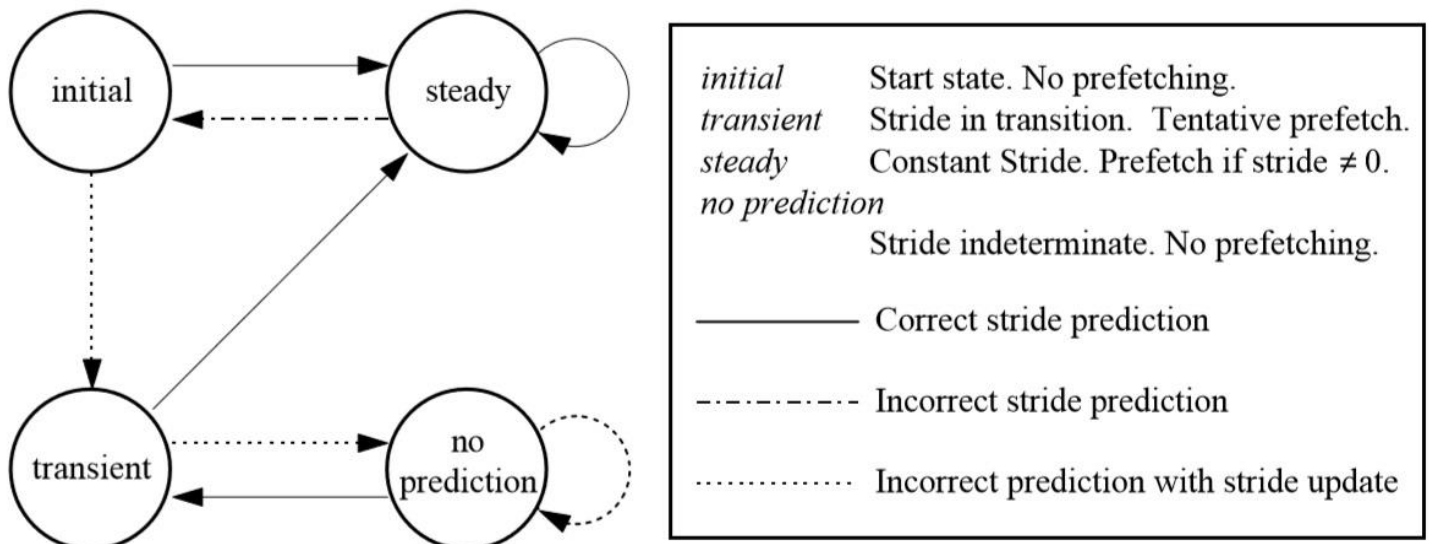 initial
steady
transient
no
prediction
initial Start state. No prefetching.
transient Stride in transition. Tentative prefetch.
steady Constant Stride. Prefetch if stride ≠ 0.
no prediction
Stride indeterminate. No prefetching.
Correct stride prediction
Incorrect stride prediction
Incorrect prediction with stride update